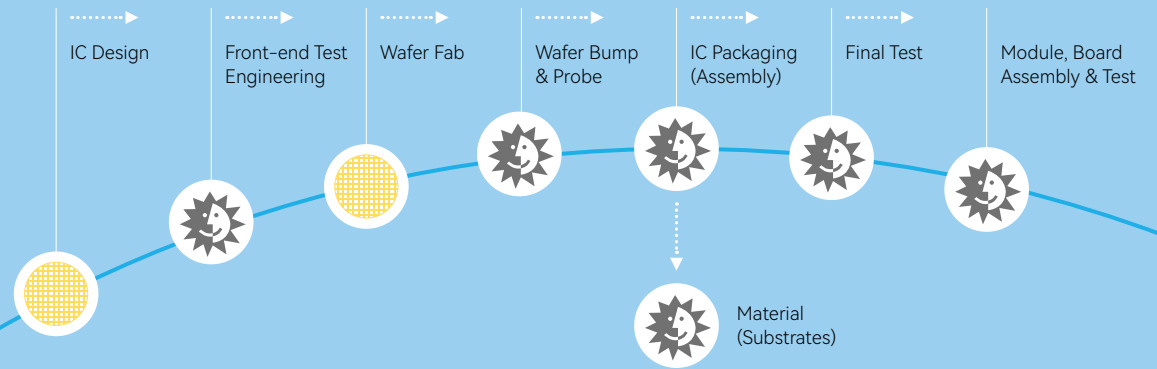 IC Design
Front-end Test
Engineering
Wafer Fab
Wafer Bump
& Probe
IC Packaging
(Assembly)
Final Test
Module, Board
Assembly & Test
Material
(Substrates)